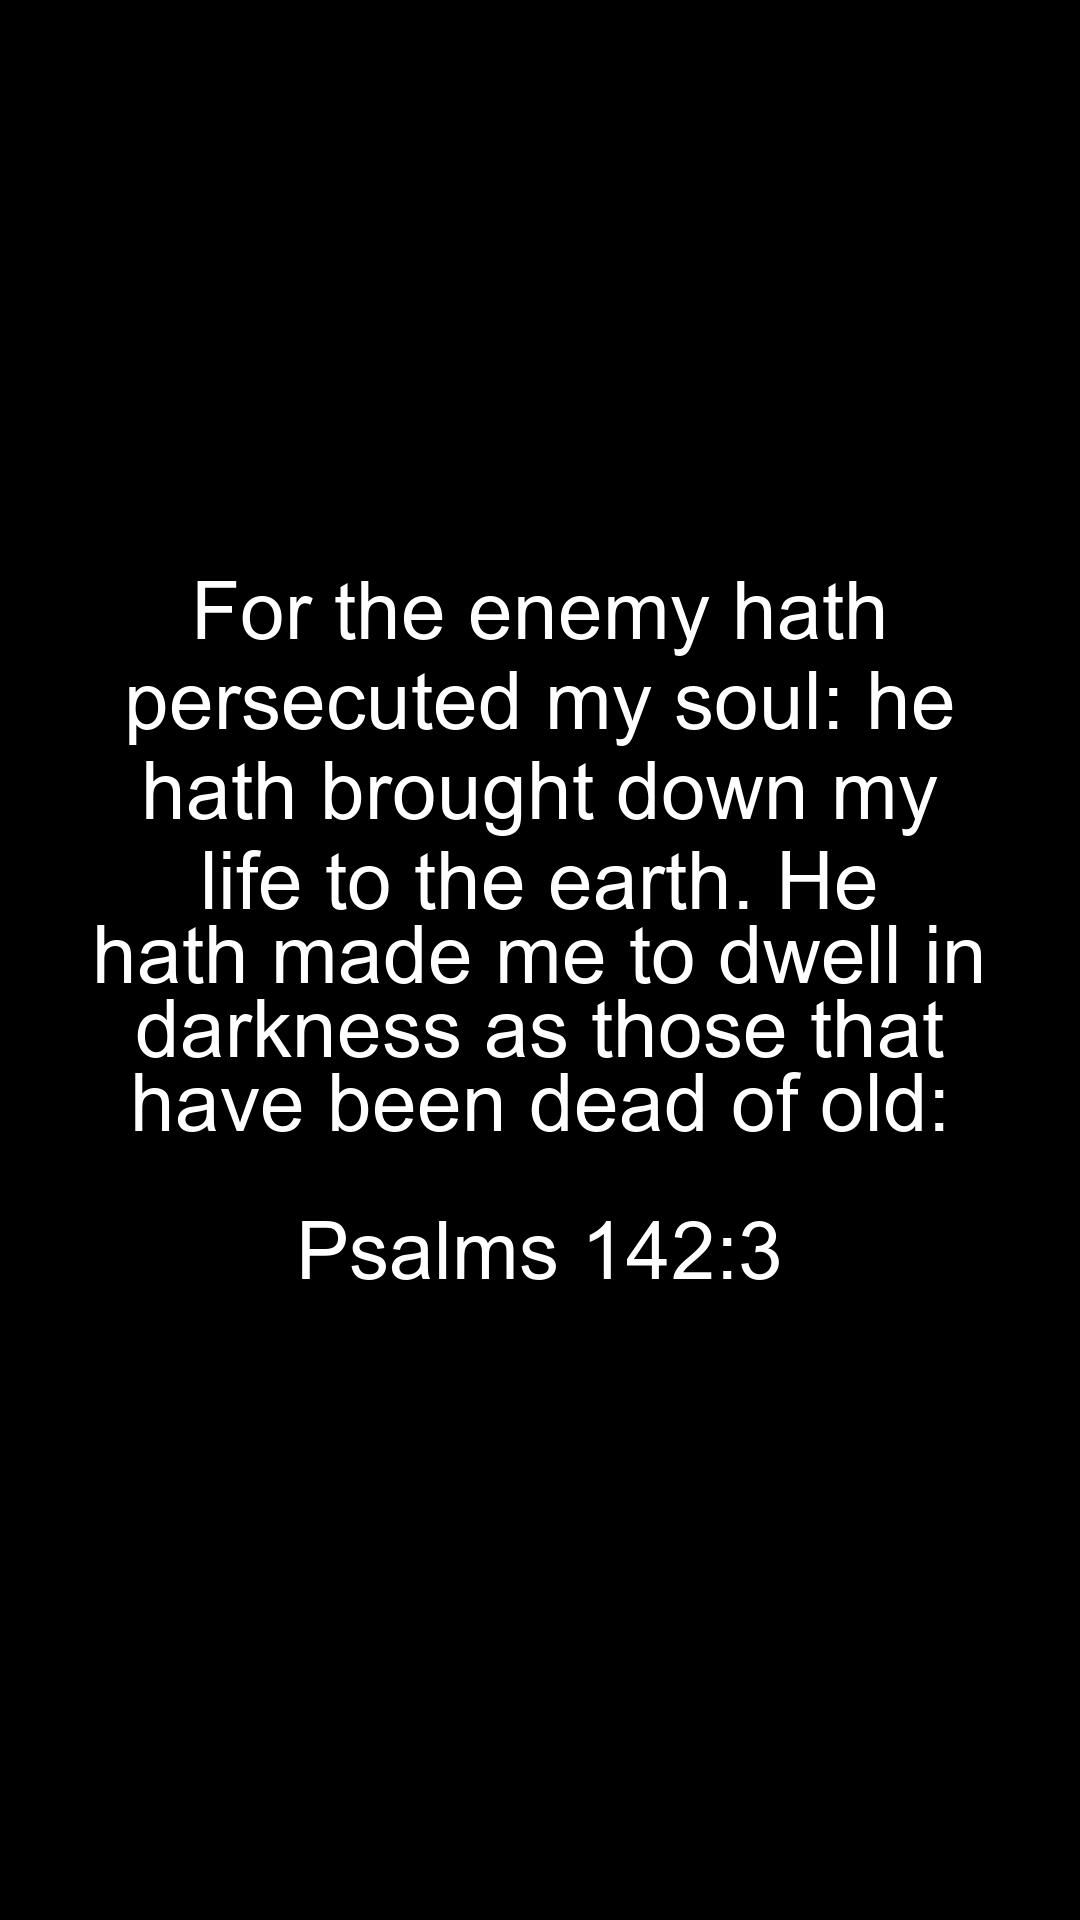 For the enemy hath
persecuted my soul: he
hath brought down my
life to the earth. He
hath made me to dwell in
darkness as those that
have been dead of old:
Psalms 142:3